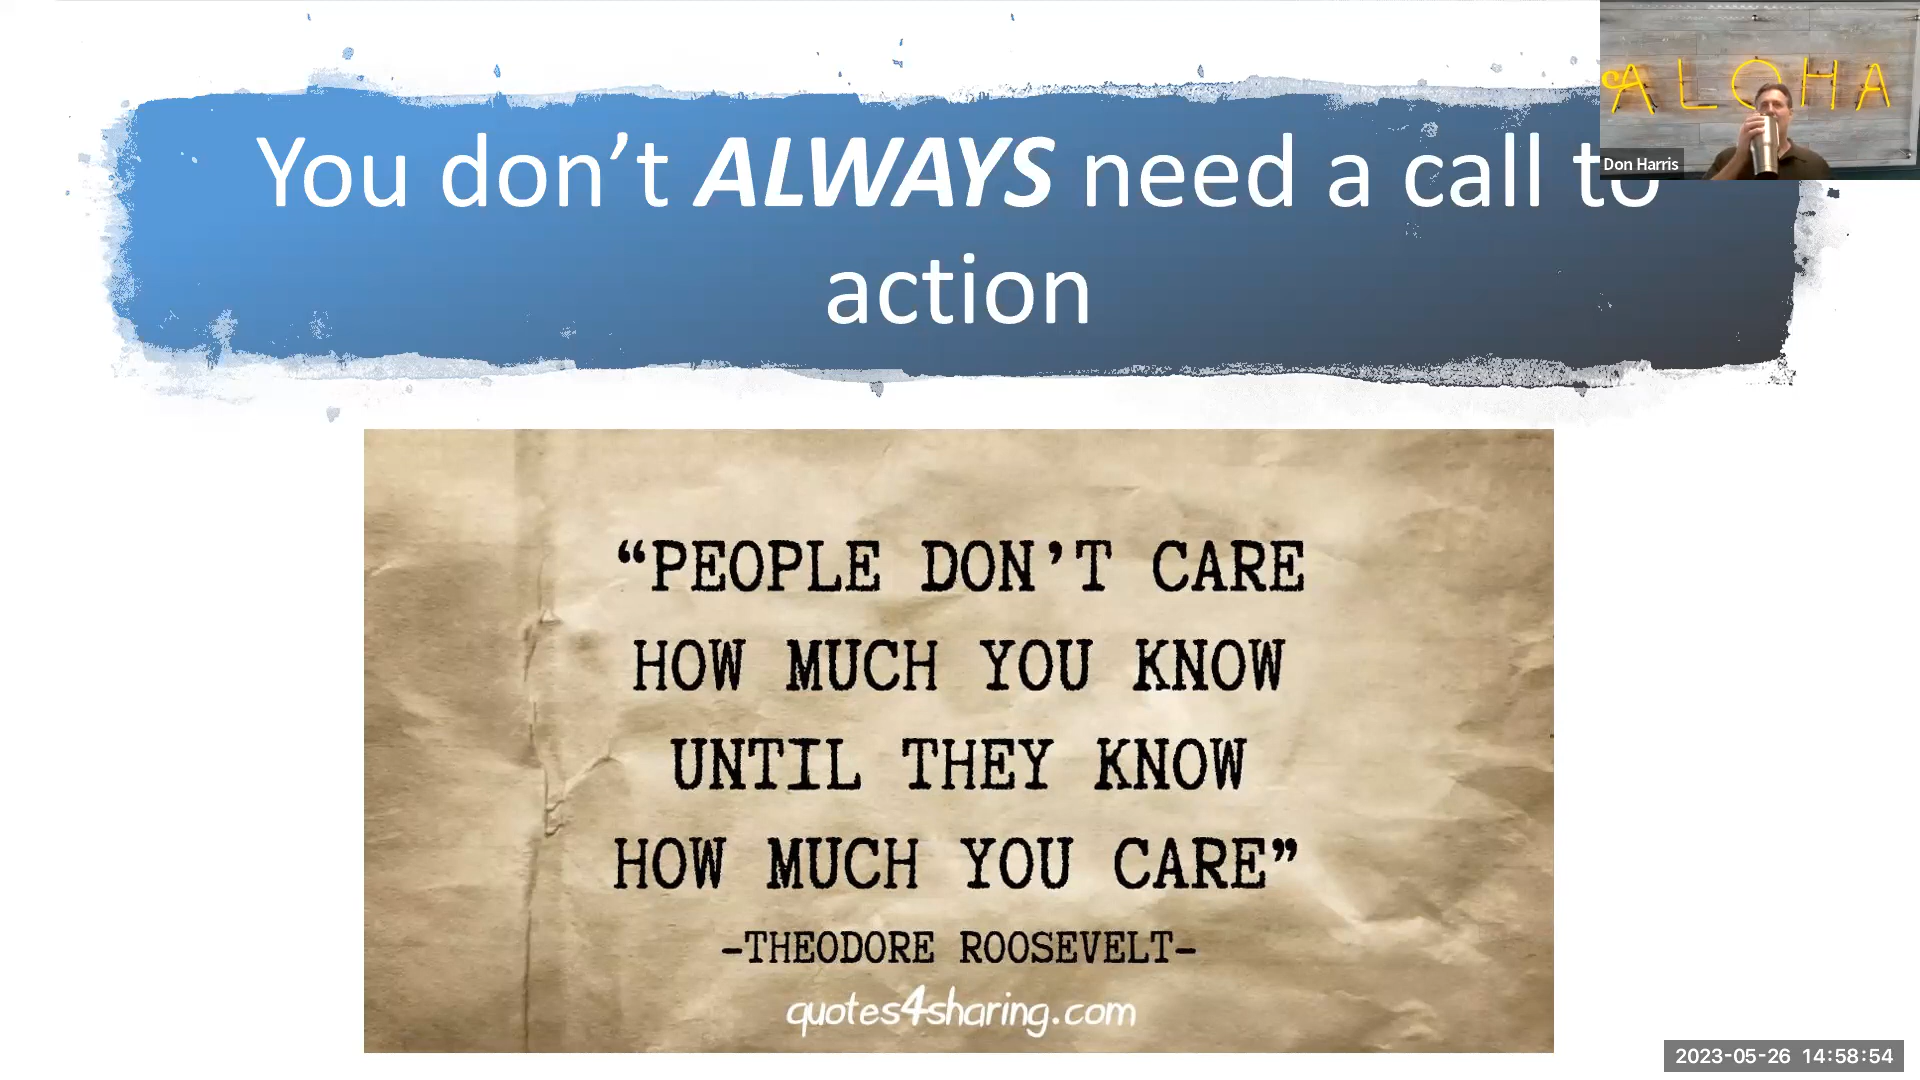 You don’t ALWAYS need a call to
action
ALOHA
Don Harris
“PEOPLE DON’T CARE
HOW MUCH YOU KNOW
UNTIL THEY KNOW
HOW MUCH YOU CARE”
-THEODORE ROOSEVELT-
quotes4sharing.com
2023-05-26 14:58:54